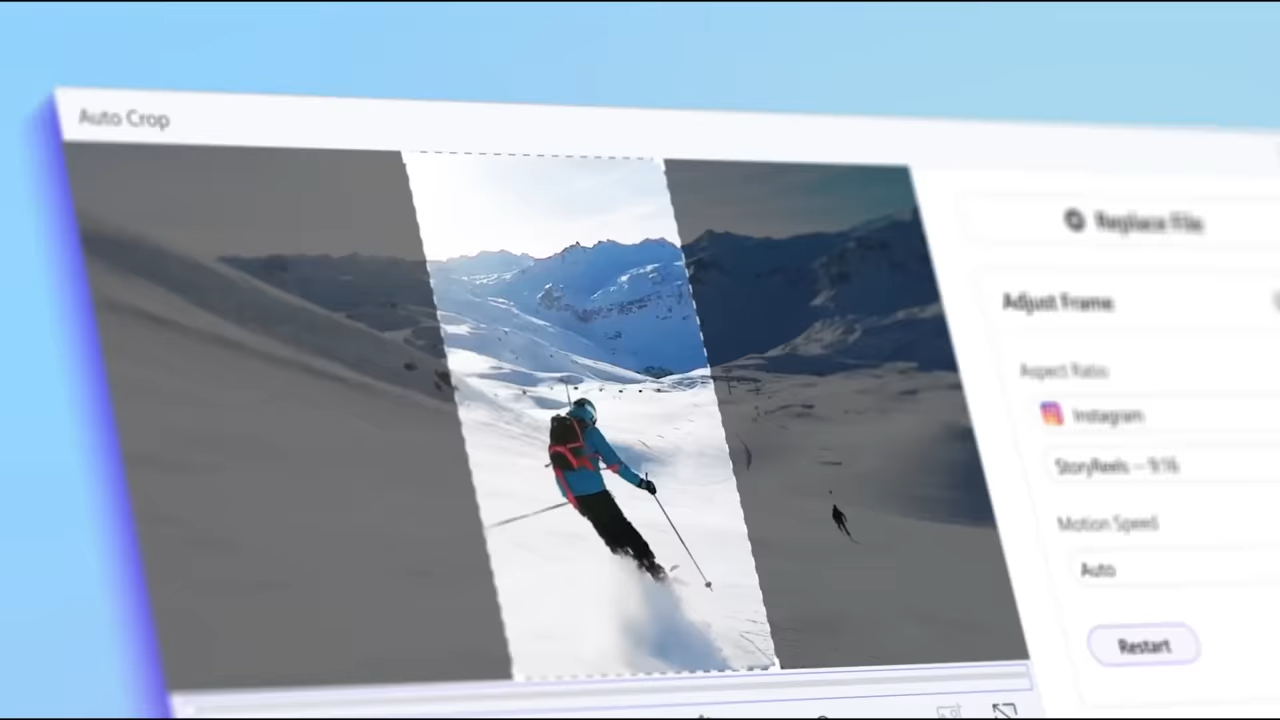 Auto Crop
Replace File
Adjust Frame
Aspect Ratio
Instagram
Story/Reels – 9:16
Motion Speed
Auto
Restart